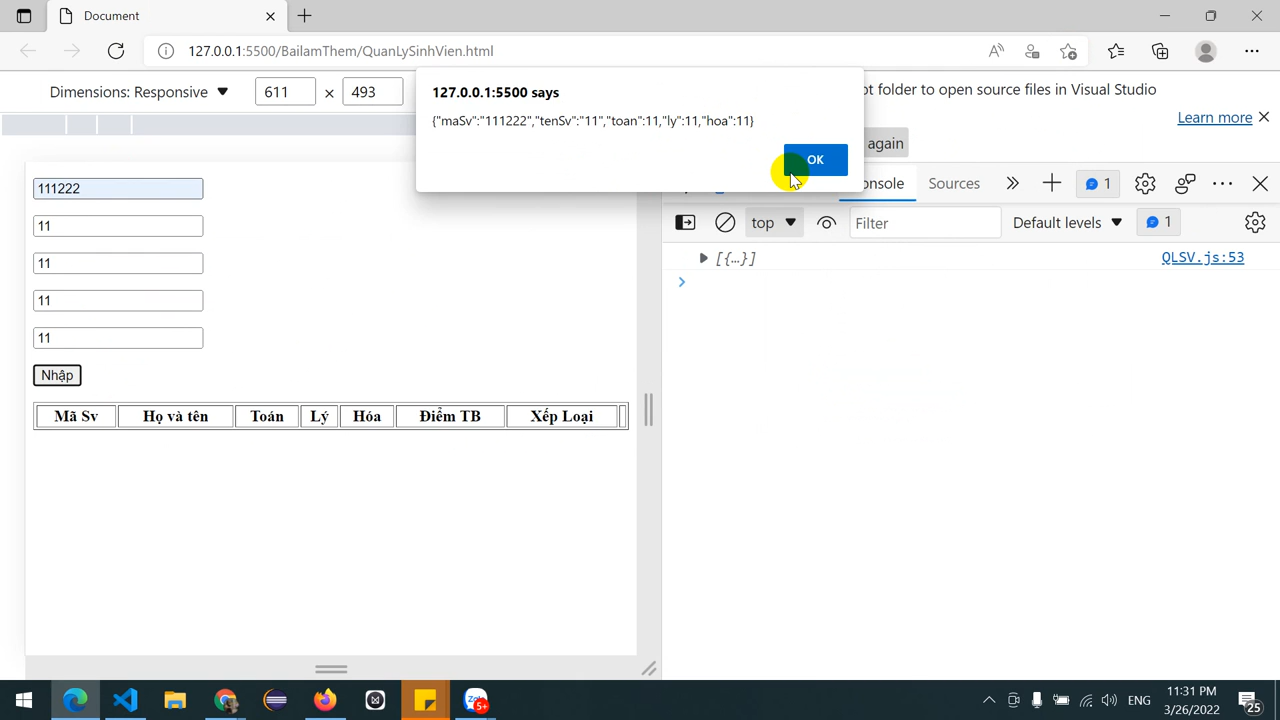 Document
127.0.0.1:5500/BailamThem/QuanLySinhVien.html
Dimensions: Responsive 611 × 493
127.0.0.1:5500 says
{"maSv":"111222","tenSv":"11","toan":11,"ly":11,"hoa":11}
OK
ot folder to open source files in Visual Studio
Learn more
again
onsole Sources 1
top Filter Default levels 1
[{…}] QLSV.js:53
111222
11
11
11
11
Nhập
Mã Sv Họ và tên Toán Lý Hóa Điểm TB Xếp Loại
5+
ENG
11:31 PM
3/26/2022
25